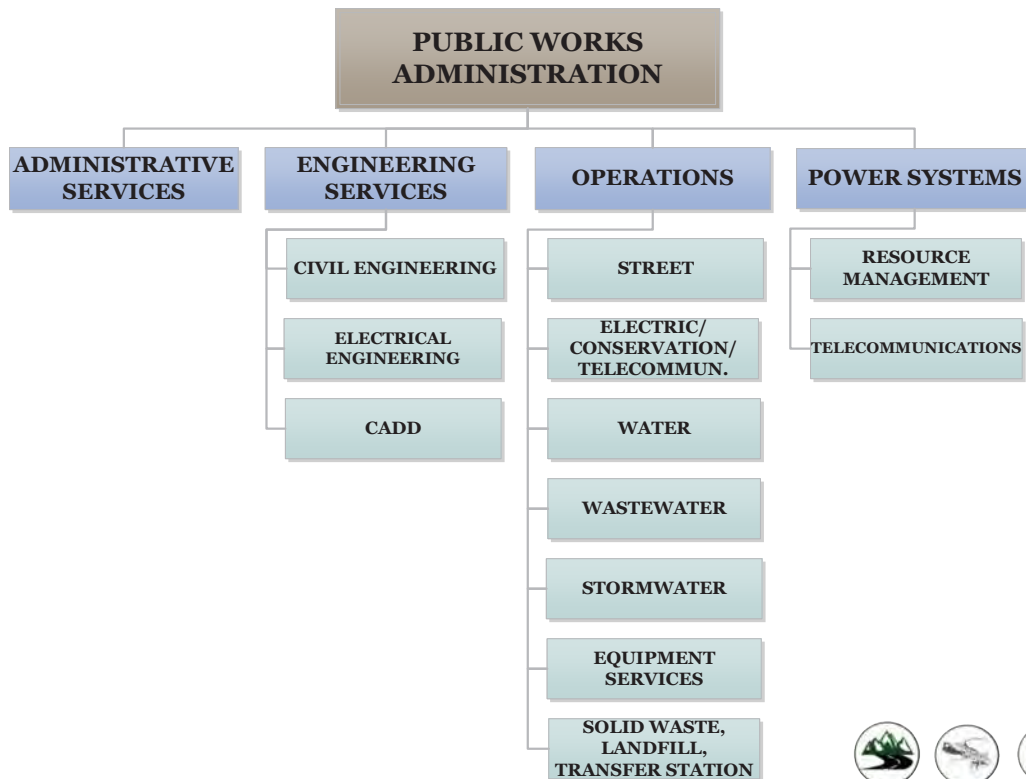 PUBLIC WORKS
ADMINISTRATION
ADMINISTRATIVE
SERVICES
ENGINEERING
SERVICES
OPERATIONS
POWER SYSTEMS
CIVIL ENGINEERING
ELECTRICAL
ENGINEERING
CADD
STREET
ELECTRIC/
CONSERVATION/
TELECOMMUN.
WATER
WASTEWATER
STORMWATER
EQUIPMENT
SERVICES
SOLID WASTE,
LANDFILL,
TRANSFER STATION
RESOURCE
MANAGEMENT
TELECOMMUNICATIONS